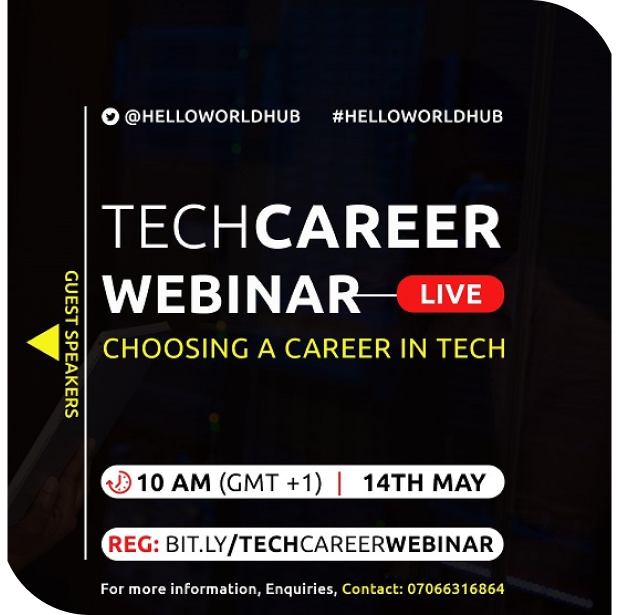 @HELLOWORLDHUB #HELLOWORLDHUB
TECHCAREER
WEBINAR LIVE
CHOOSING A CAREER IN TECH
GUEST SPEAKERS
10 AM (GMT +1) | 14TH MAY
REG: BIT.LY/TECHCAREERWEBINAR
For more information, Enquiries, Contact: 07066316864